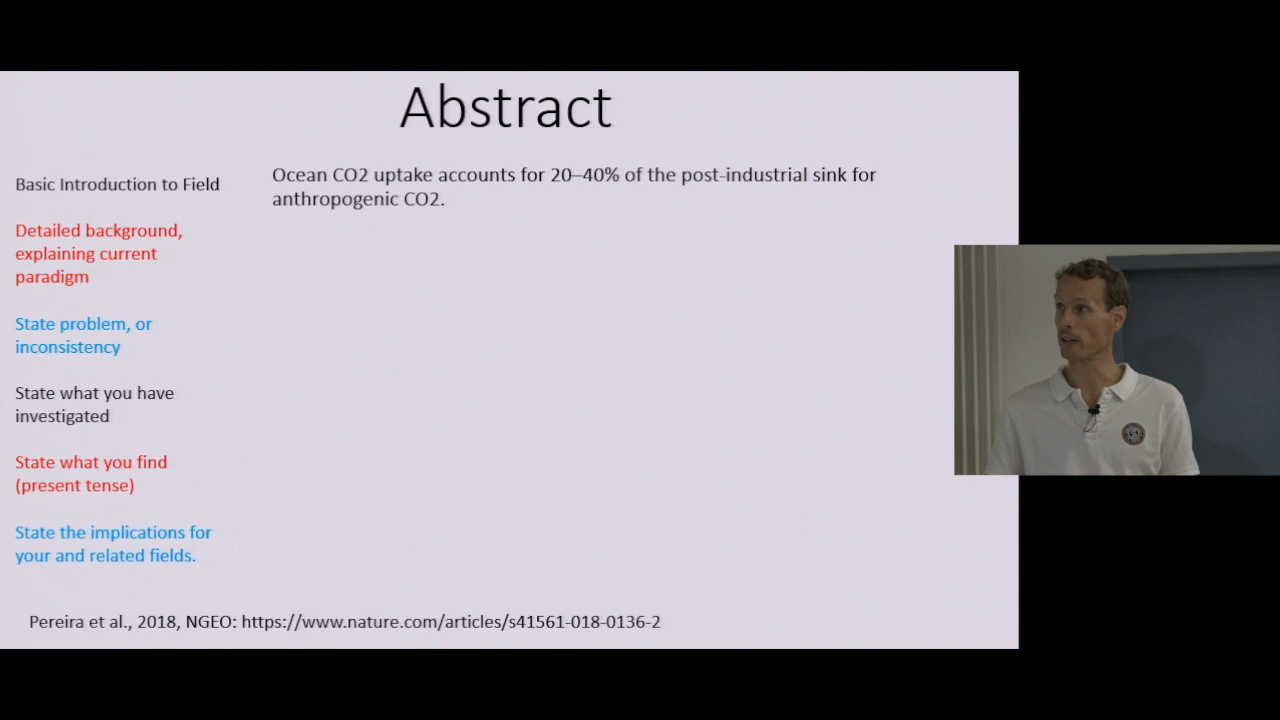 Abstract
Basic Introduction to Field
Detailed background,
explaining current
paradigm
State problem, or
inconsistency
State what you have
investigated
State what you find
(present tense)
State the implications for
your and related fields.
Ocean CO2 uptake accounts for 20–40% of the post-industrial sink for
anthropogenic CO2.
Pereira et al., 2018, NGEO: https://www.nature.com/articles/s41561-018-0136-2